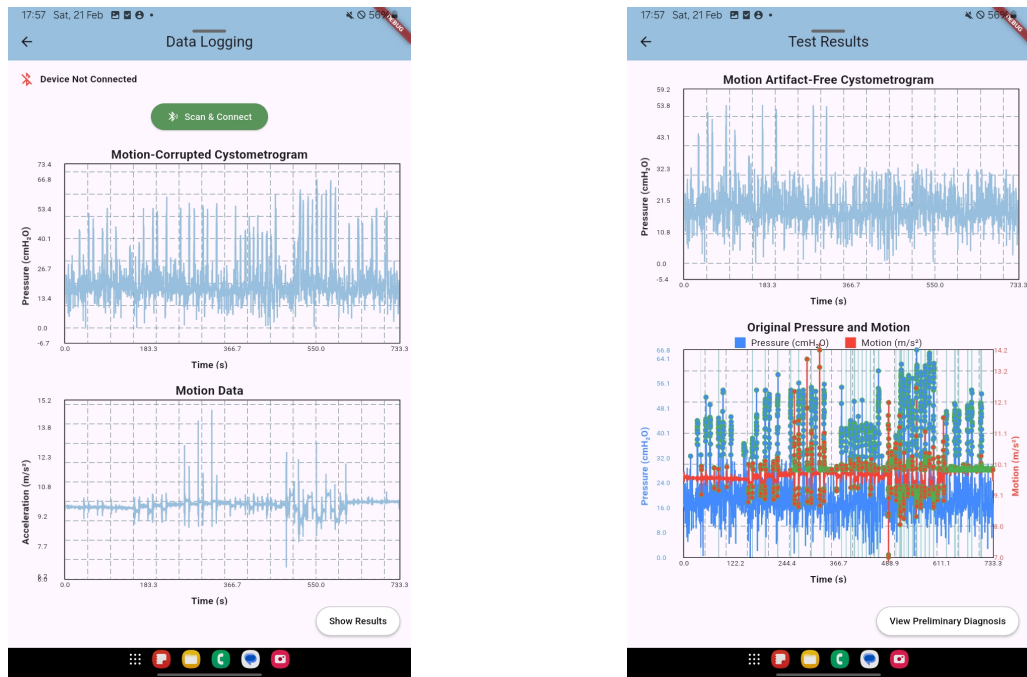 17:57 Sat, 21 Feb
56%
DEBUG
Data Logging
Device Not Connected
Scan & Connect
Motion-Corrupted Cystometrogram
73.4
66.8
53.4
40.1
26.7
13.4
0.0
-6.7
Pressure (cmH₂O)
0.0 183.3 366.7 550.0 733.3
Time (s)
Motion Data
15.2
13.8
12.3
10.8
9.2
7.7
Acceleration (m/s²)
0.0 183.3 366.7 550.0 733.3
Time (s)
Show Results
17:57 Sat, 21 Feb
56%
DEBUG
Test Results
Motion Artifact-Free Cystometrogram
59.2
53.8
43.1
32.3
21.5
10.8
0.0
-5.4
Pressure (cmH₂O)
0.0 183.3 366.7 550.0 733.3
Time (s)
Original Pressure and Motion
Pressure (cmH₂O) Motion (m/s²)
66.8
64.1
56.1
48.1
40.1
32.0
24.0
16.0
8.0
0.0
Pressure (cmH₂O)
14.2
13.2
12.1
11.1
10.1
9.1
8.0
7.0
Motion (m/s²)
0.0 122.2 244.4 366.7 488.9 611.1 733.3
Time (s)
View Preliminary Diagnosis